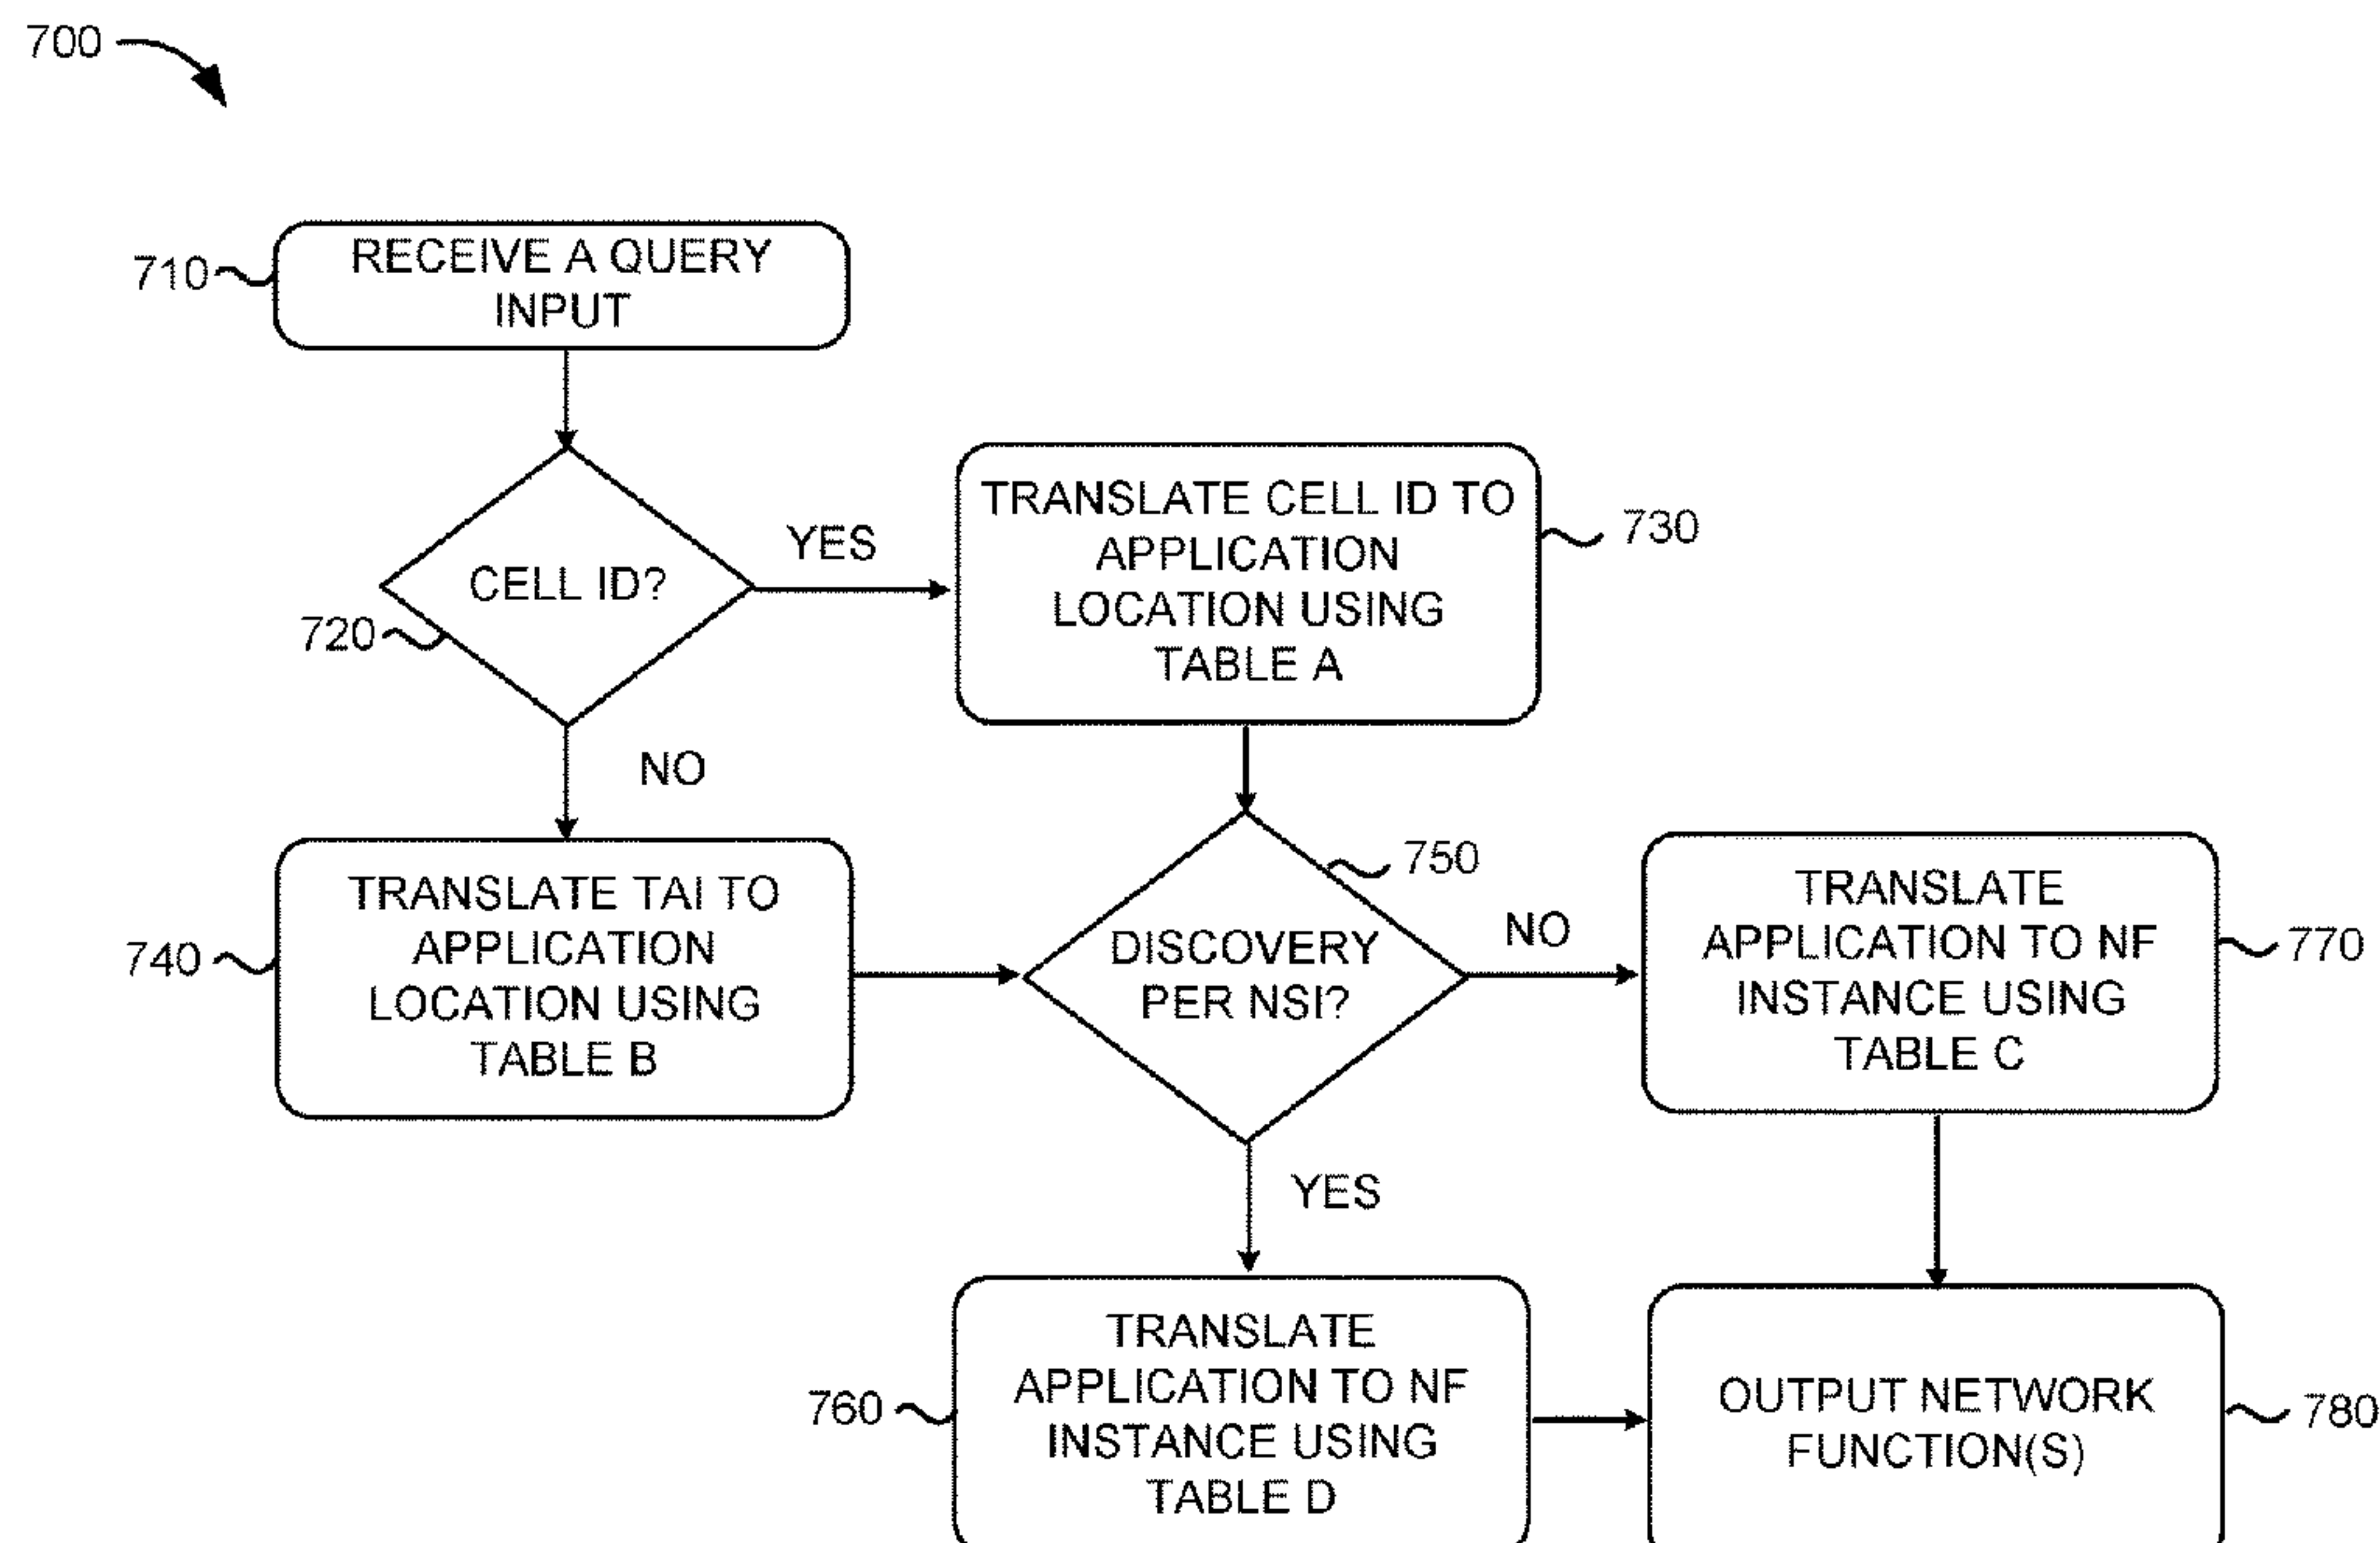 700
710
RECEIVE A QUERY
INPUT
CELL ID?
720
YES
NO
TRANSLATE CELL ID TO
APPLICATION
LOCATION USING
TABLE A
730
740
TRANSLATE TAI TO
APPLICATION
LOCATION USING
TABLE B
750
DISCOVERY
PER NSI?
NO
YES
TRANSLATE
APPLICATION TO NF
INSTANCE USING
TABLE C
770
760
TRANSLATE
APPLICATION TO NF
INSTANCE USING
TABLE D
OUTPUT NETWORK
FUNCTION(S)
780